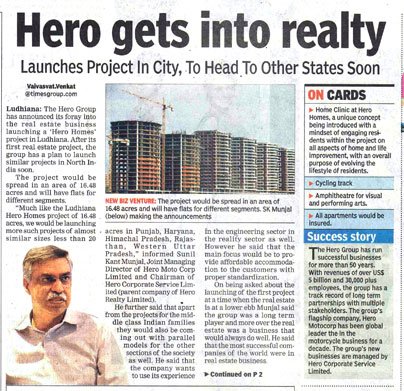 Hero gets into realty
Launches Project In City, To Head To Other States Soon
Vaivasvat.Venkat
@timesgroup.com
Ludhiana: The Hero Group
has announced its foray into
the real estate business
launching a 'Hero Homes'
project in Ludhiana. After its
first real estate project, the
group has a plan to launch
similar projects in North In-
dia soon.
The project would be
spread in an area of 16.48
acres and will have flats for
different segments.
"Much like the Ludhiana
Hero Homes project of 16.48
acres, we would be launching
more such projects of almost
similar sizes less than 20
NEW BIZ VENTURE: The project would be spread in an area of
16.48 acres and will have flats for different segments. SK Munjal
(below) making the announcements
acres in Punjab, Haryana,
Himachal Pradesh, Rajas-
than, Western Uttar
Pradesh," informed Sunil
Kant Munjal, Joint Managing
Director of Hero Moto Corp
Limited and Chairman of
Hero Corporate Service Lim-
ited (parent company of Hero
Realty Limited).
He further said that apart
from the projects for the mid-
dle class Indian families
they would also be com-
ing out with parallel
models for the other
sections of the society
as well. He said that
the company wants
to use its experience
in the engineering sector in
the reality sector as well.
However he said that the
main focus would be to pro-
vide affordable accommoda-
tion to the customers with
proper standardization.
On being asked about the
launching of the first project
at a time when the real estate
is at a lower ebb Munjal said
the group was a long term
player and more over the real
estate was a business that
would always do well. He said
that the most successful com-
panies of the world were in
real estate business
▶Continued on P 2
ON CARDS
▶ Home Clinic at Hero
Homes, a unique concept
being introduced with a
mindset of engaging resi-
dents within the project on
all aspects of home and life
improvement, with an overall
purpose of evolving the
lifestyle of residents.
▶ Cycling track
▶ Amphitheatre for visual
and performing arts.
▶ All apartments would be
insured.
Success story
The Hero Group has run
successful businesses
for more than 50 years.
With revenues of over US$
5 billion and 30,000 plus
employees, the group has a
track record of long term
partnerships with multiple
stakeholders. The group's
flagship company, Hero
Motocorp has been global
leader the in the
motorcycle business for a
decade. The group's new
businesses are managed by
Hero Corporate Service
Limited.